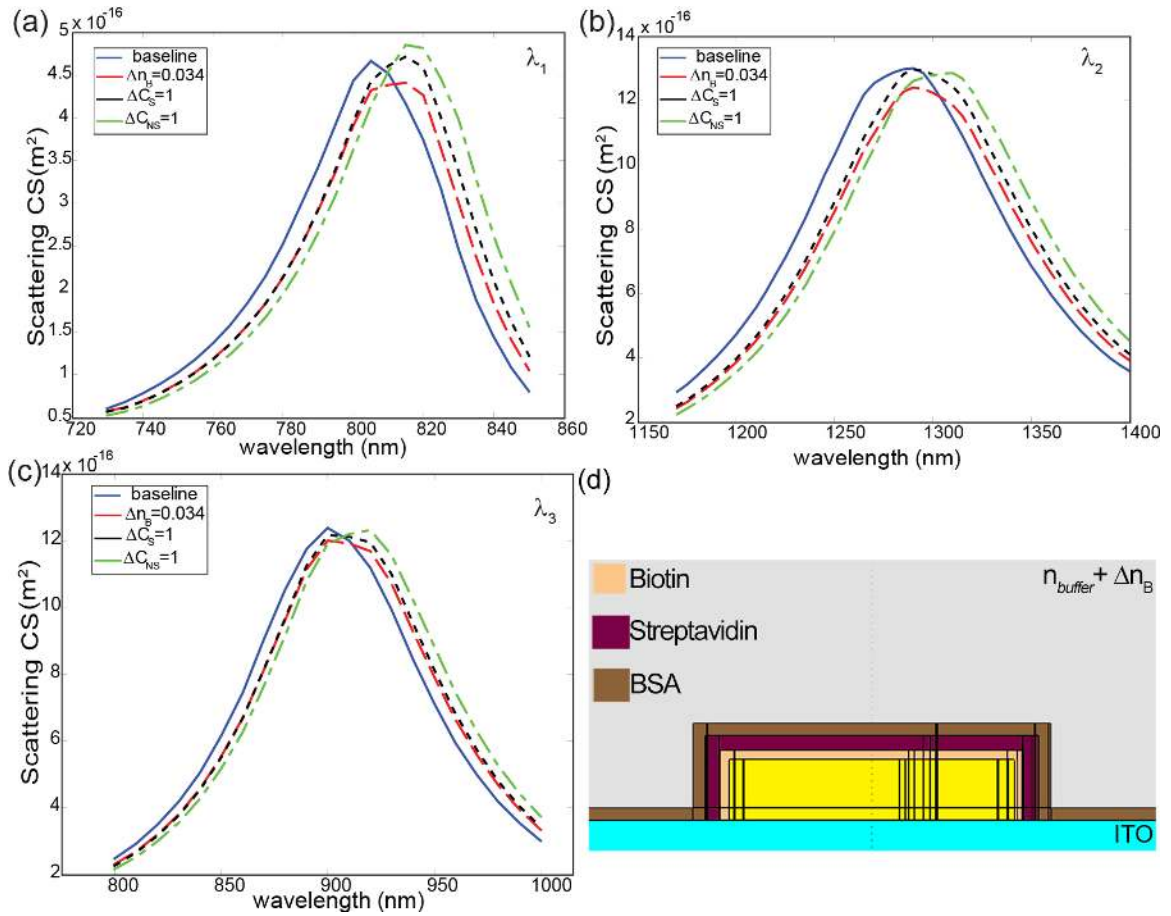 (a)
5 x 10⁻¹⁶
baseline
Δn_B=0.034
ΔC_S=1
ΔC_NS=1
λ₁
4.5
4
3.5
3
2.5
2
1.5
1
0.5
Scattering CS(m²)
720 740 760 780 800 820 840 860
wavelength (nm)
(b)
14 x 10⁻¹⁶
baseline
Δn_B=0.034
ΔC_S=1
ΔC_NS=1
λ₂
12
10
8
6
4
2
Scattering CS (m²)
1150 1200 1250 1300 1350 1400
wavelength (nm)
(c)
14 x 10⁻¹⁶
baseline
Δn_B=0.034
ΔC_S=1
ΔC_NS=1
λ₃
12
10
8
6
4
2
Scattering CS(m²)
800 850 900 950 1000
wavelength (nm)
(d)
Biotin
Streptavidin
BSA
n_buffer + Δn_B
ITO